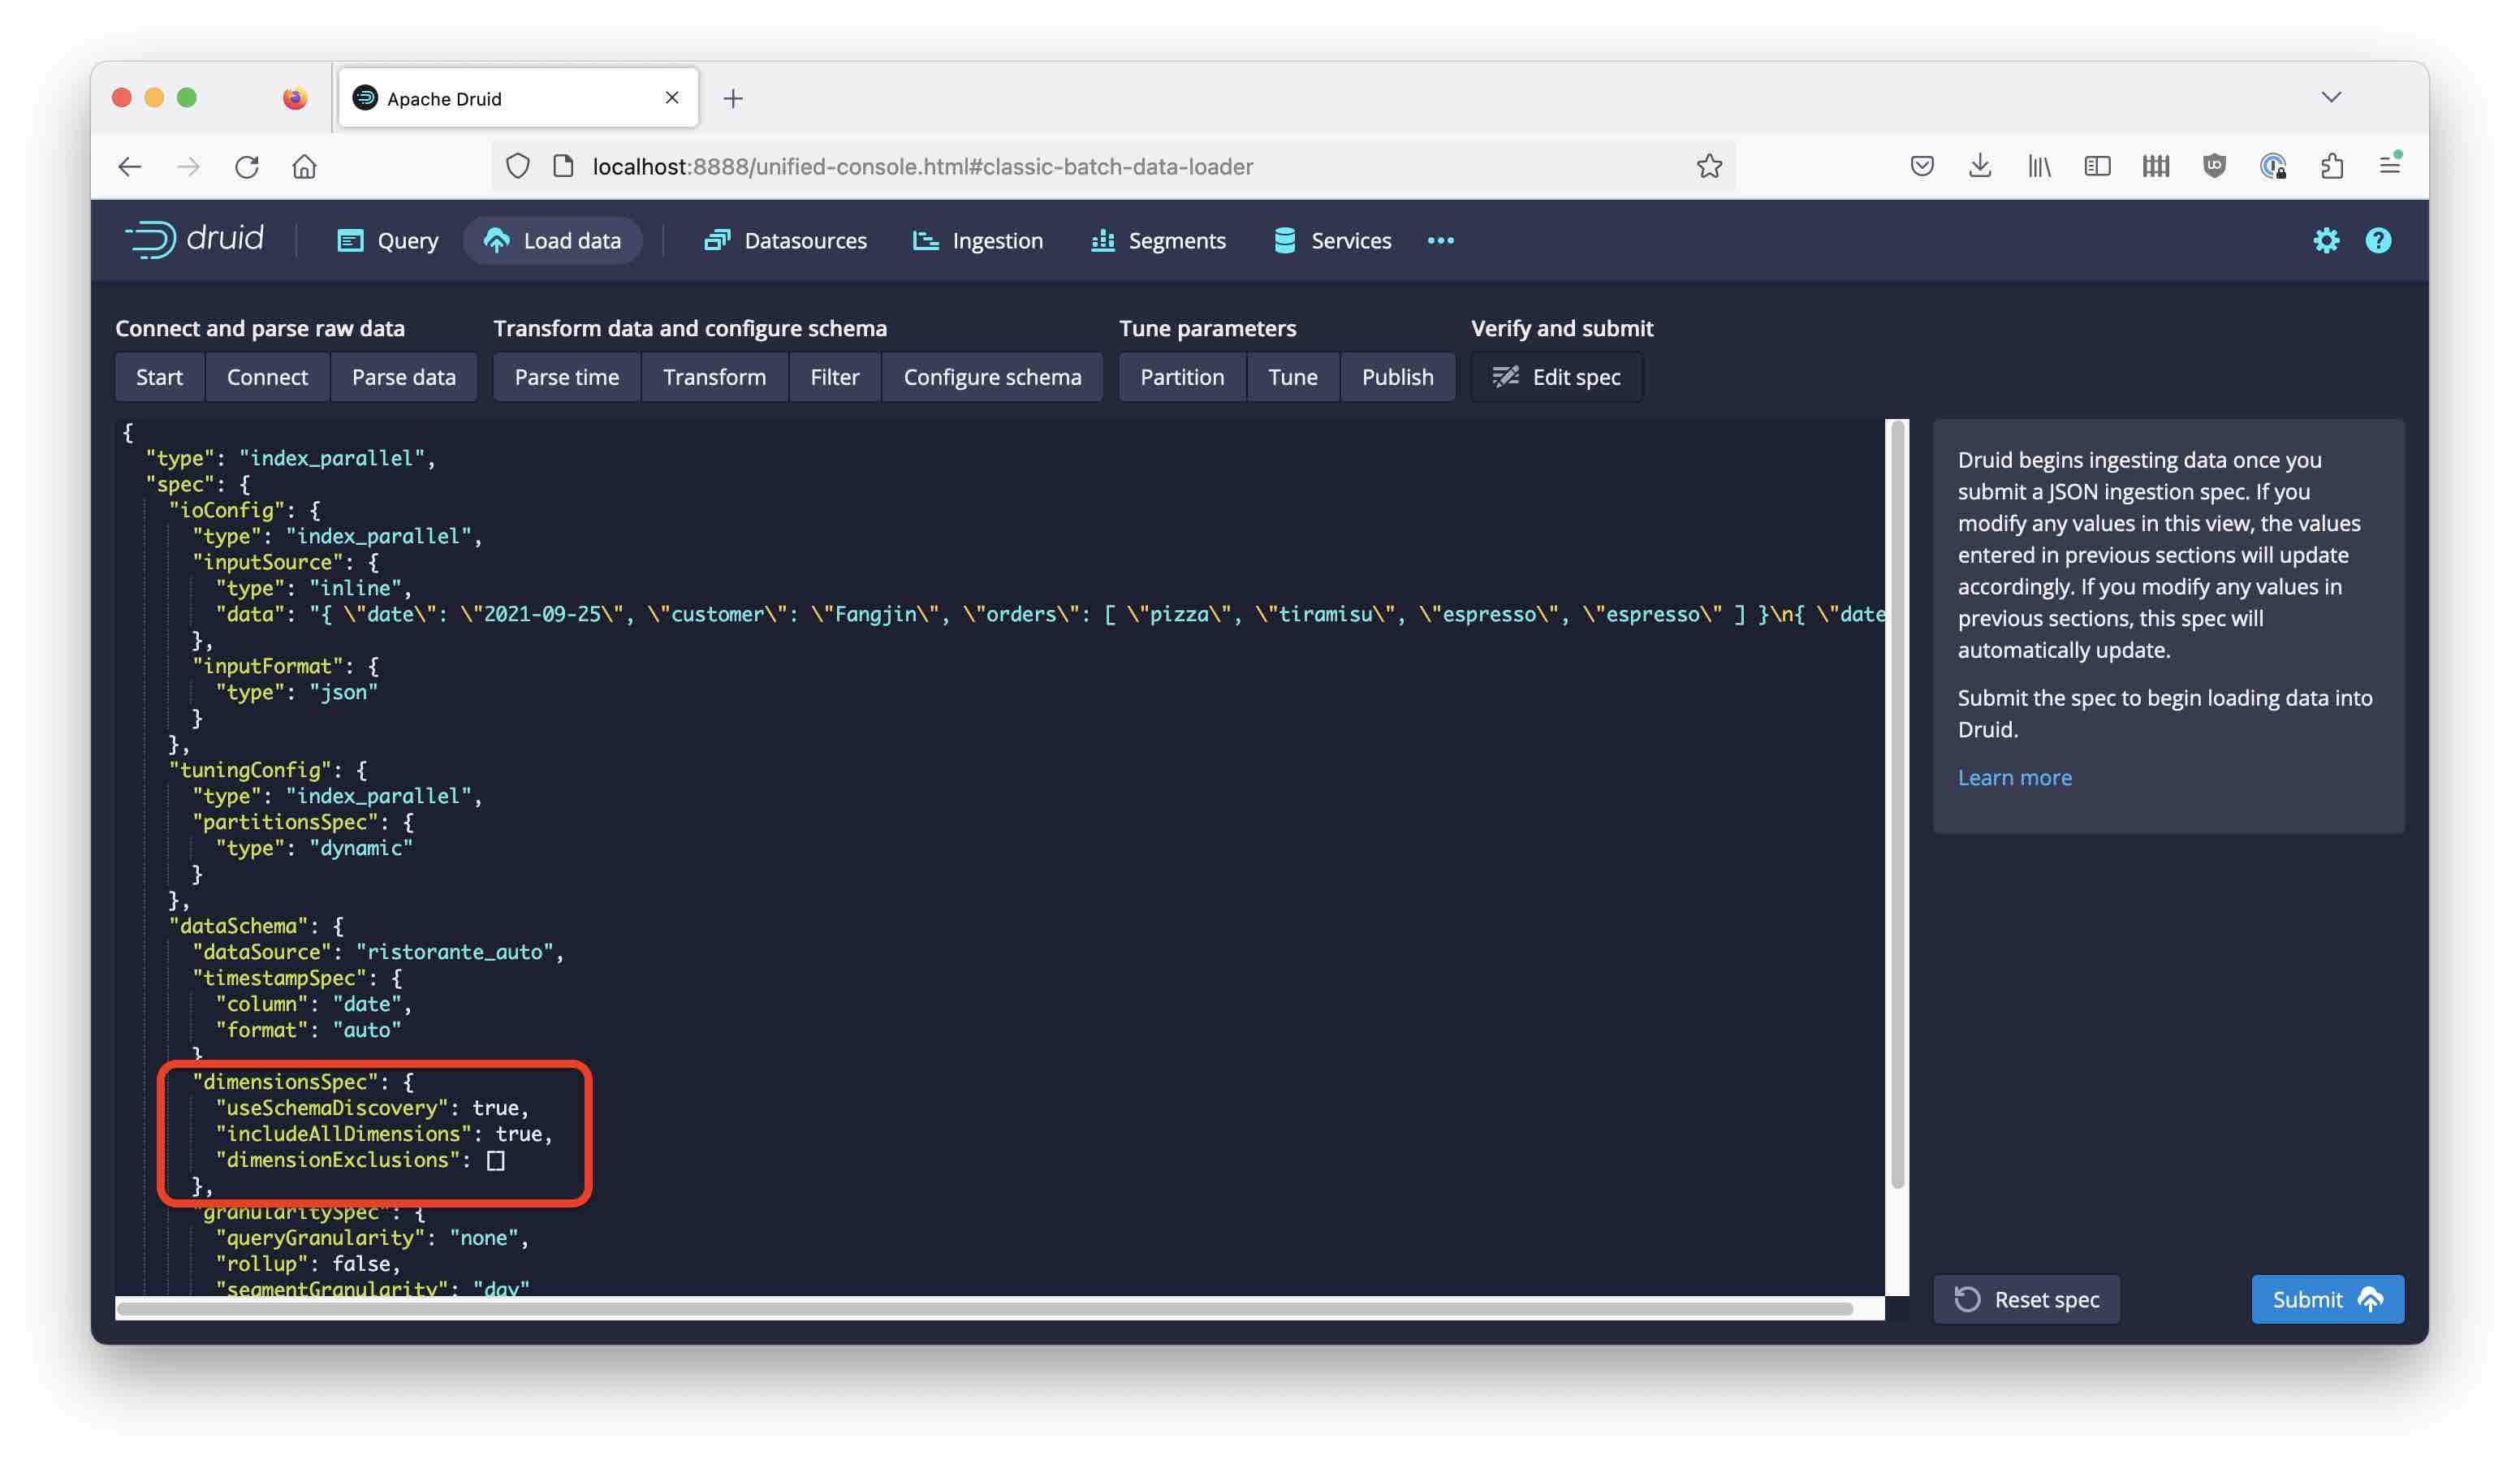 Apache Druid
localhost:8888/unified-console.html#classic-batch-data-loader
druid
Query
Load data
Datasources
Ingestion
Segments
Services
Connect and parse raw data
Transform data and configure schema
Tune parameters
Verify and submit
Start
Connect
Parse data
Parse time
Transform
Filter
Configure schema
Partition
Tune
Publish
Edit spec
{
"type": "index_parallel",
"spec": {
"ioConfig": {
"type": "index_parallel",
"inputSource": {
"type": "inline",
"data": "{ \"date\": \"2021-09-25\", \"customer\": \"Fangjin\", \"orders\": [ \"pizza\", \"tiramisu\", \"espresso\", \"espresso\" ] }\n{ \"date
},
"inputFormat": {
"type": "json"
}
},
"tuningConfig": {
"type": "index_parallel",
"partitionsSpec": {
"type": "dynamic"
}
},
"dataSchema": {
"dataSource": "ristorante_auto",
"timestampSpec": {
"column": "date",
"format": "auto"
}
"dimensionsSpec": {
"useSchemaDiscovery": true,
"includeAllDimensions": true,
"dimensionExclusions": []
},
"granularitySpec": {
"queryGranularity": "none",
"rollup": false,
"segmentGranularity": "day"
Druid begins ingesting data once you
submit a JSON ingestion spec. If you
modify any values in this view, the values
entered in previous sections will update
accordingly. If you modify any values in
previous sections, this spec will
automatically update.
Submit the spec to begin loading data into
Druid.
Learn more
Reset spec
Submit